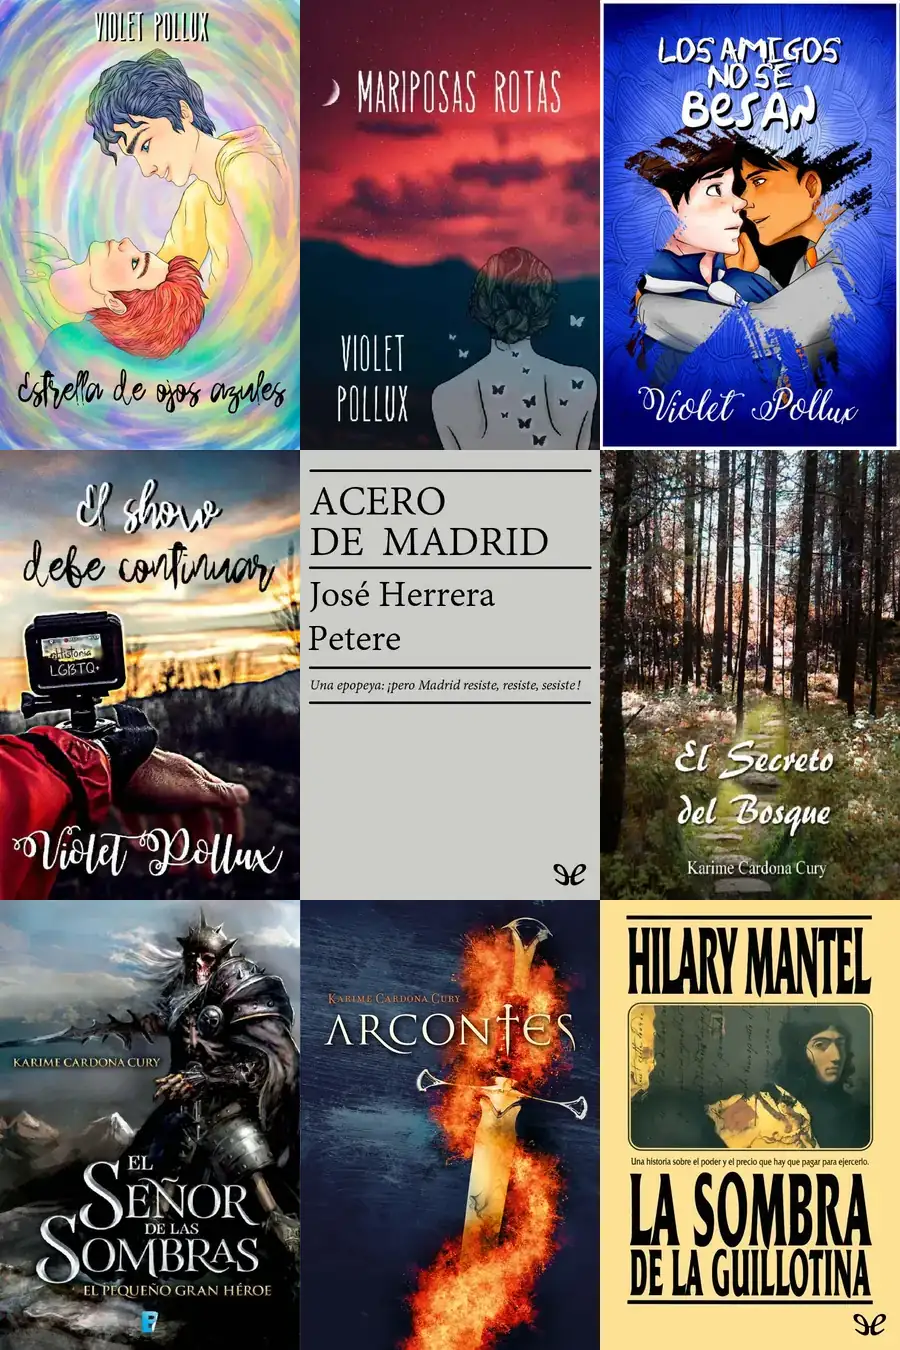 VIOLET POLLUX
Estrella de ojos azules
MARIPOSAS ROTAS
VIOLET
POLLUX
LOS AMIGOS
NO SE
BESAN
Violet Pollux
El show
debe continuar
#Historia
LGBTQ+
Violet Pollux
ACERO
DE MADRID
José Herrera
Petere
Una epopeya: ¡pero Madrid resiste, resiste, sesiste!
El Secreto
del Bosque
Karime Cardona Cury
KARIME CARDONA CURY
EL
SEÑOR
DE LAS
SOMBRAS
EL PEQUEÑO GRAN HÉROE
B
KARIME CARDONA CURY
ARCONTES
HILARY MANTEL
Una historia sobre el poder y el precio que hay que pagar para ejercerlo.
LA SOMBRA
DE LA GUILLOTINA